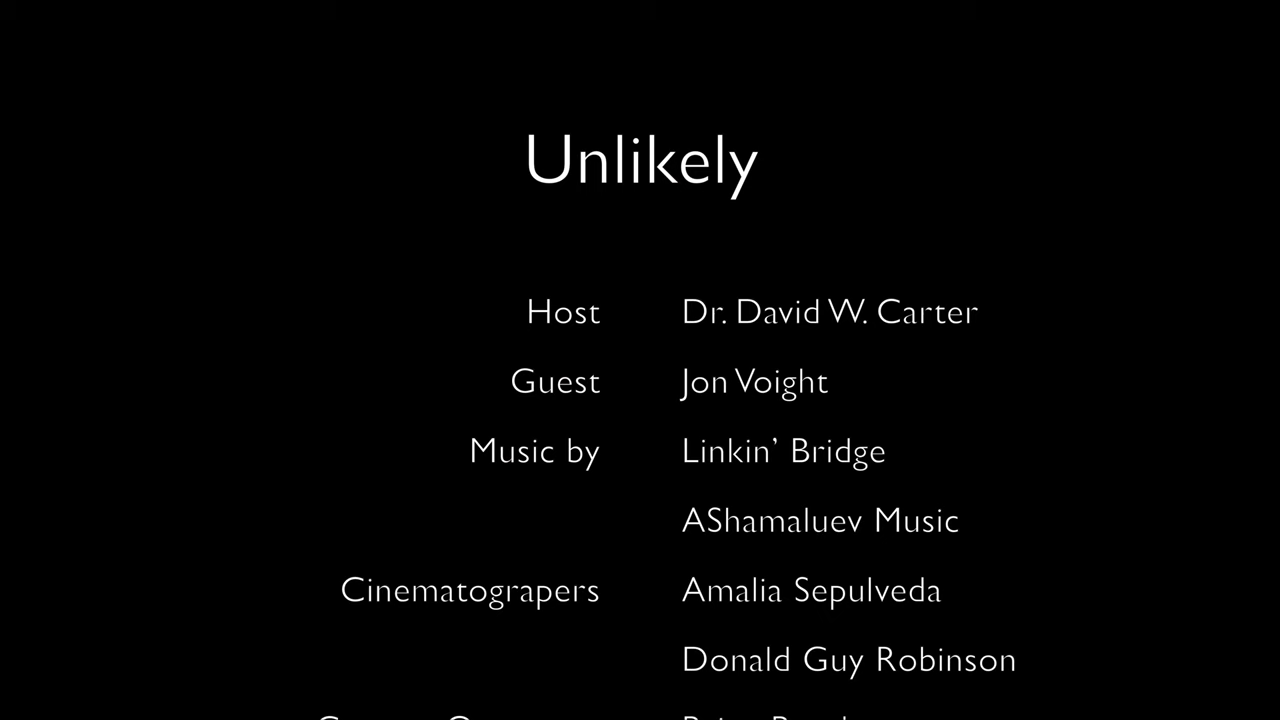 Unlikely
Host Dr. David W. Carter
Guest Jon Voight
Music by Linkin’ Bridge
AShamaluev Music
Cinematograpers Amalia Sepulveda
Donald Guy Robinson